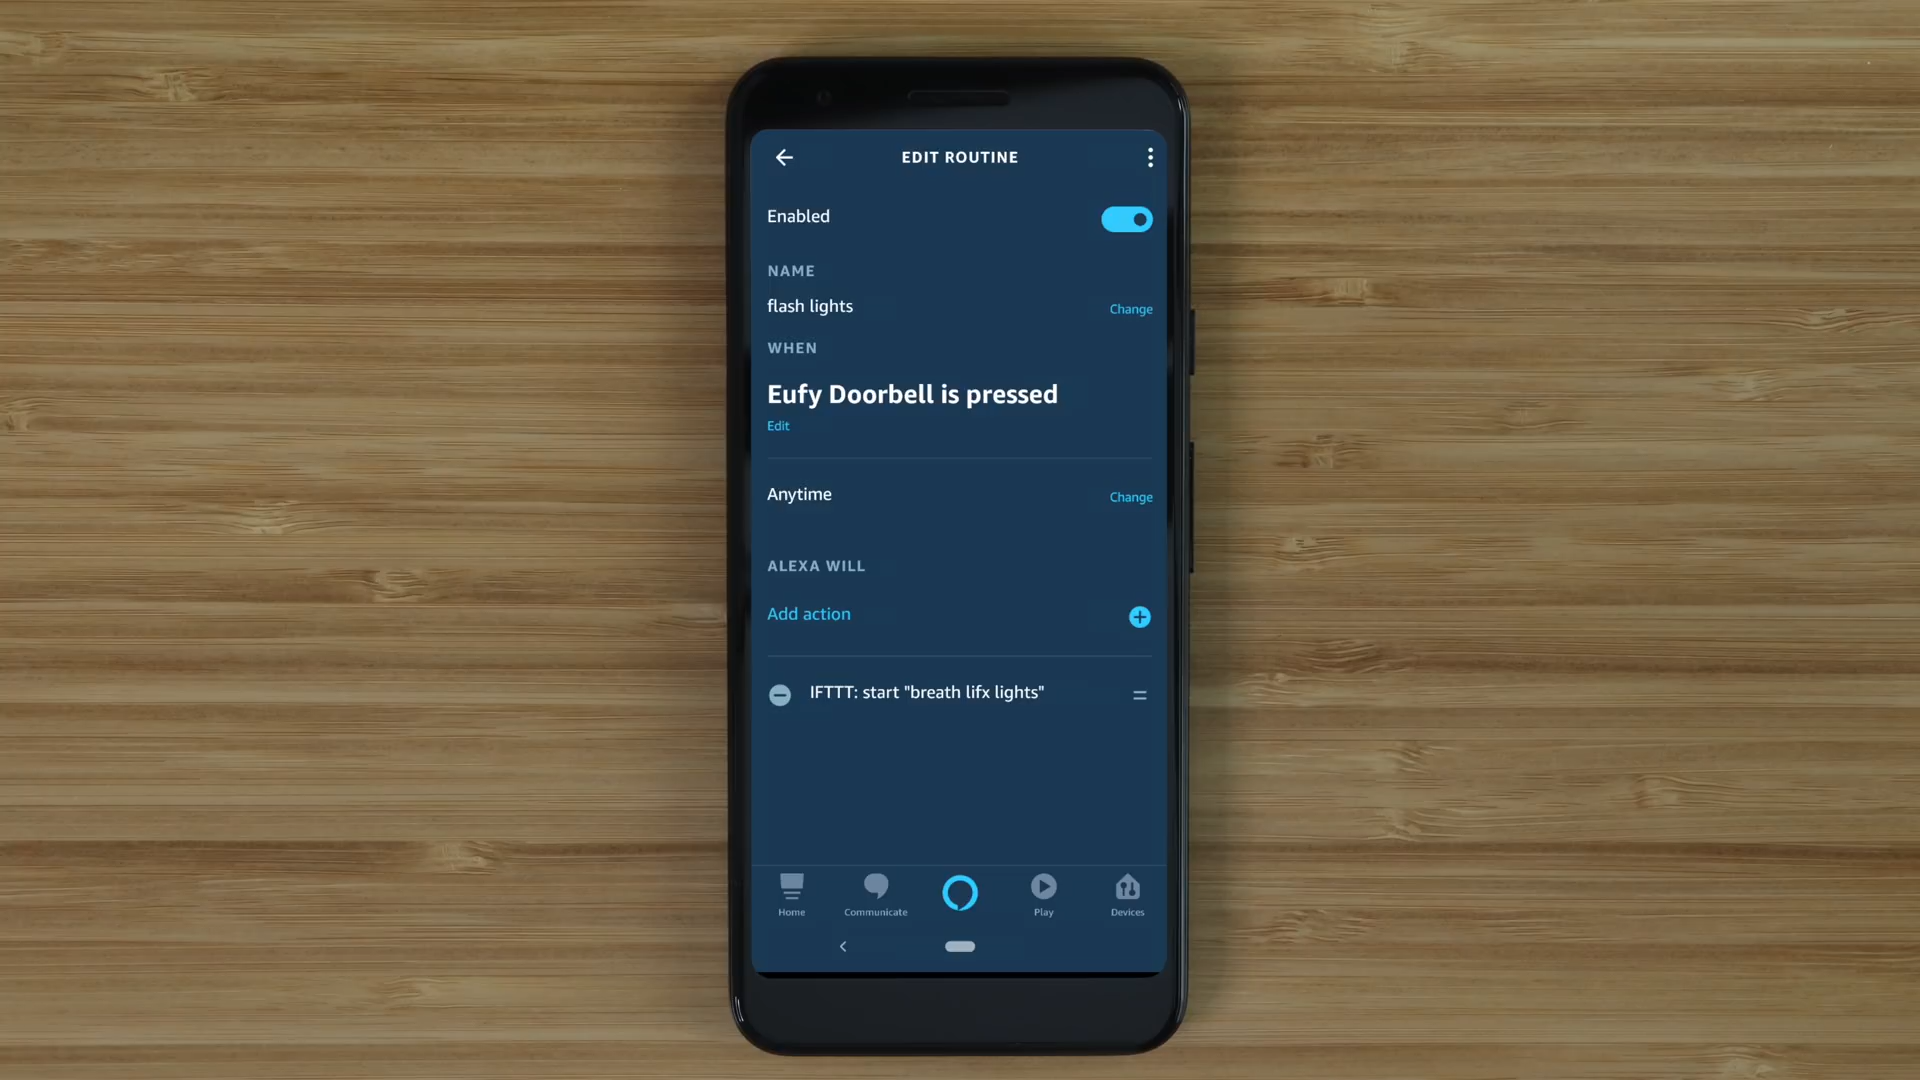 EDIT ROUTINE
Enabled
NAME
flash lights
Change
WHEN
Eufy Doorbell is pressed
Edit
Anytime
Change
ALEXA WILL
Add action
IFTTT: start "breath lifx lights"
Home
Communicate
Play
Devices